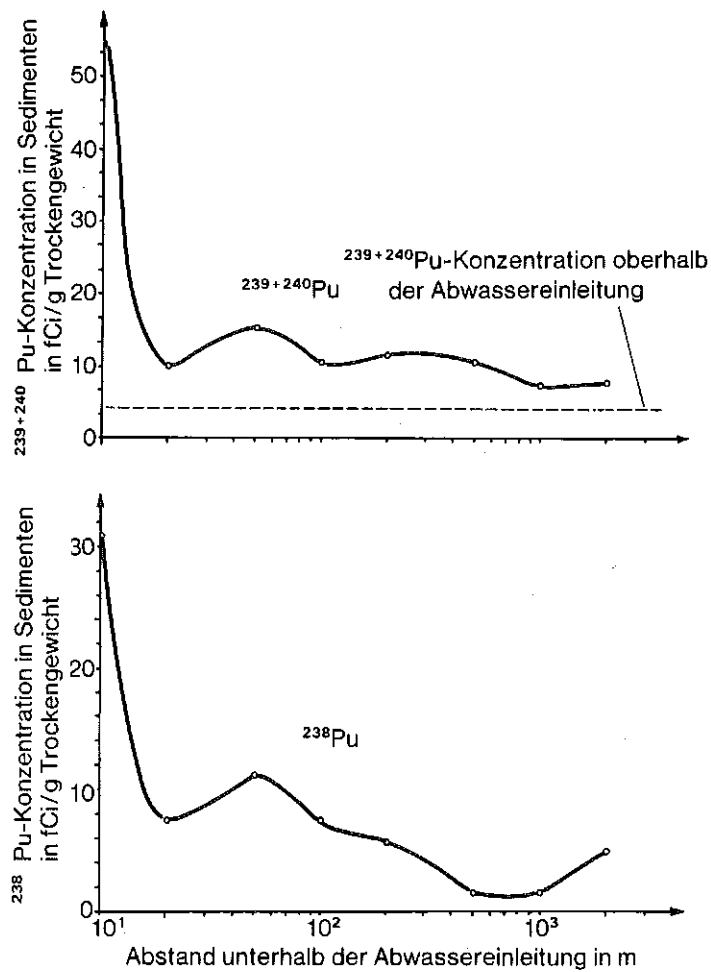 239+240 Pu-Konzentration in Sedimenten
in fCi/g Trockengewicht
50
40
30
20
10
0
239+240Pu
239+240Pu-Konzentration oberhalb
der Abwassereinleitung
238 Pu-Konzentration in Sedimenten
in fCi/g Trockengewicht
30
20
10
0
238Pu
10¹
10²
10³
Abstand unterhalb der Abwassereinleitung in m